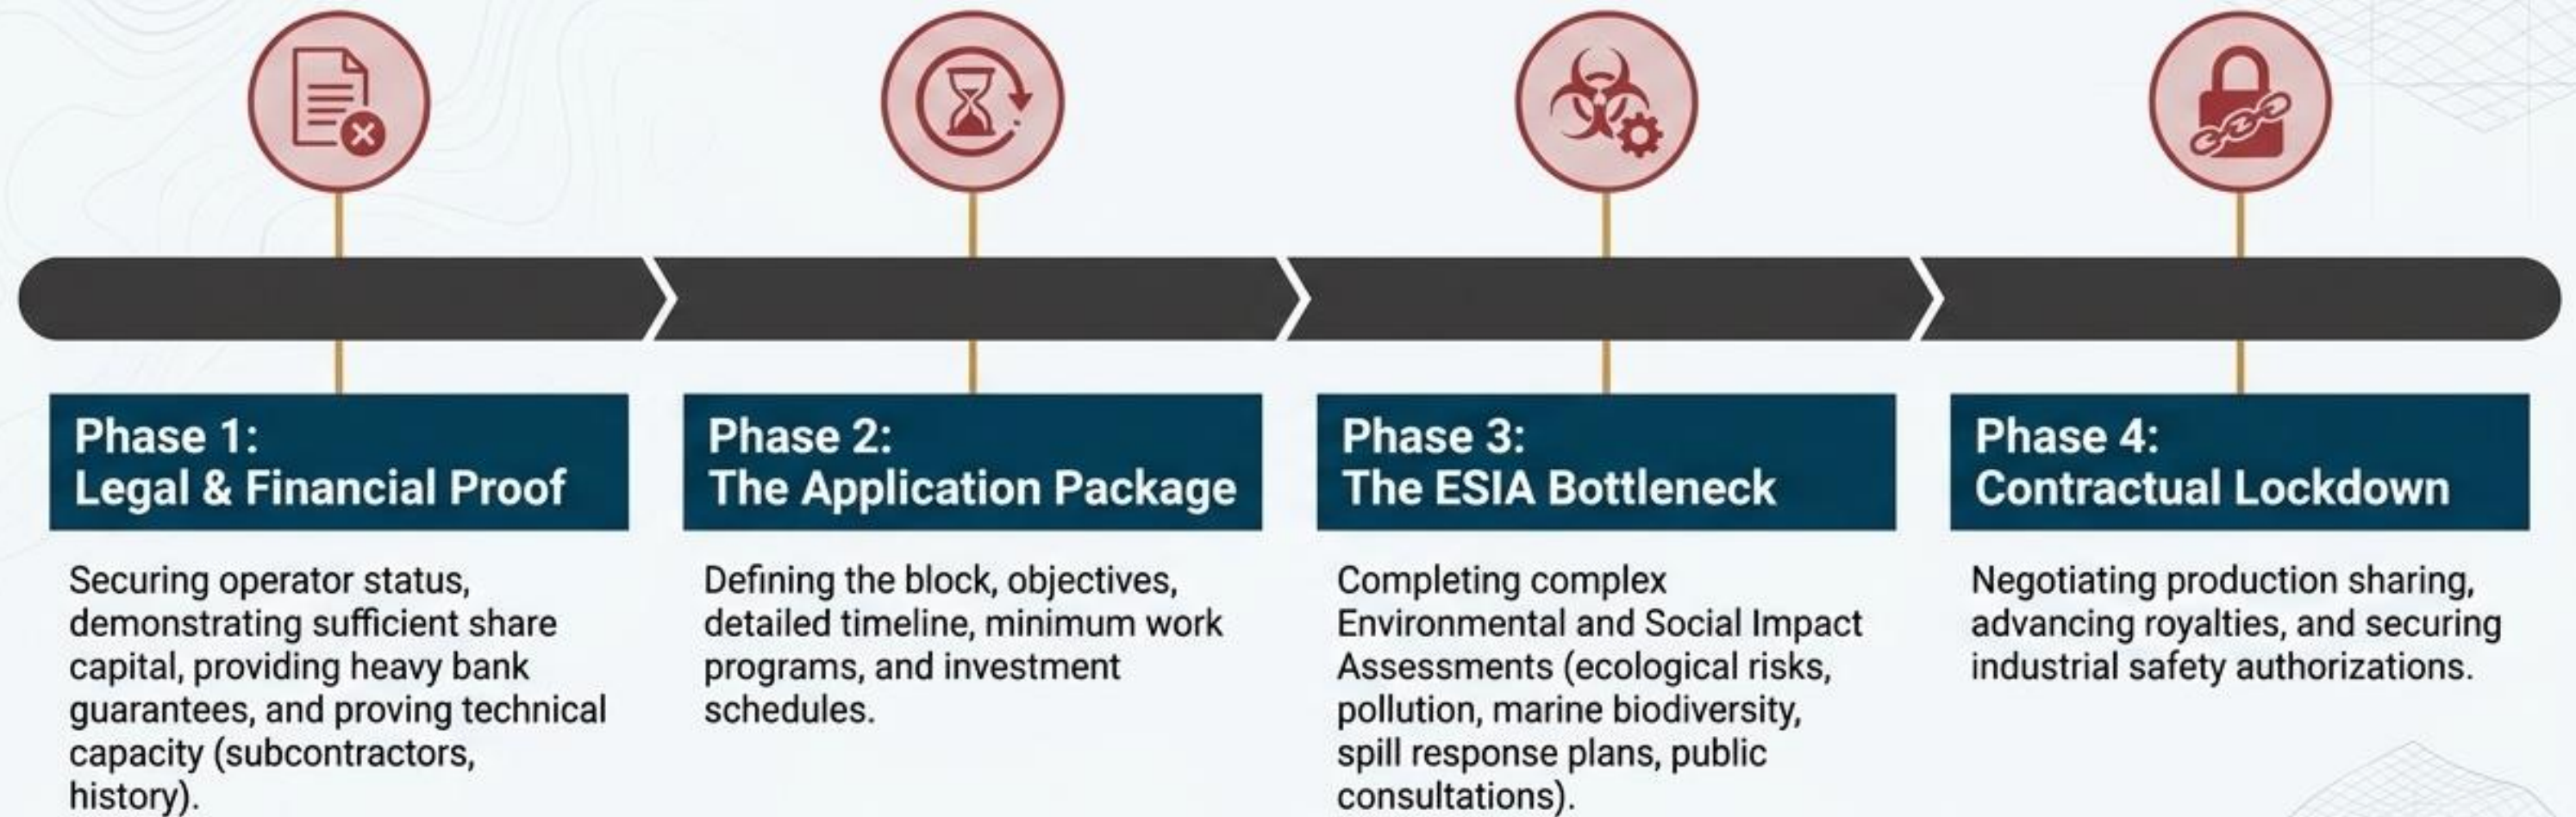 Phase 1:
Legal & Financial Proof
Securing operator status,
demonstrating sufficient share
capital, providing heavy bank
guarantees, and proving technical
capacity (subcontractors,
history).
Phase 2:
The Application Package
Defining the block, objectives,
detailed timeline, minimum work
programs, and investment
schedules.
Phase 3:
The ESIA Bottleneck
Completing complex
Environmental and Social Impact
Assessments (ecological risks,
pollution, marine biodiversity,
spill response plans, public
consultations).
Phase 4:
Contractual Lockdown
Negotiating production sharing,
advancing royalties, and securing
industrial safety authorizations.